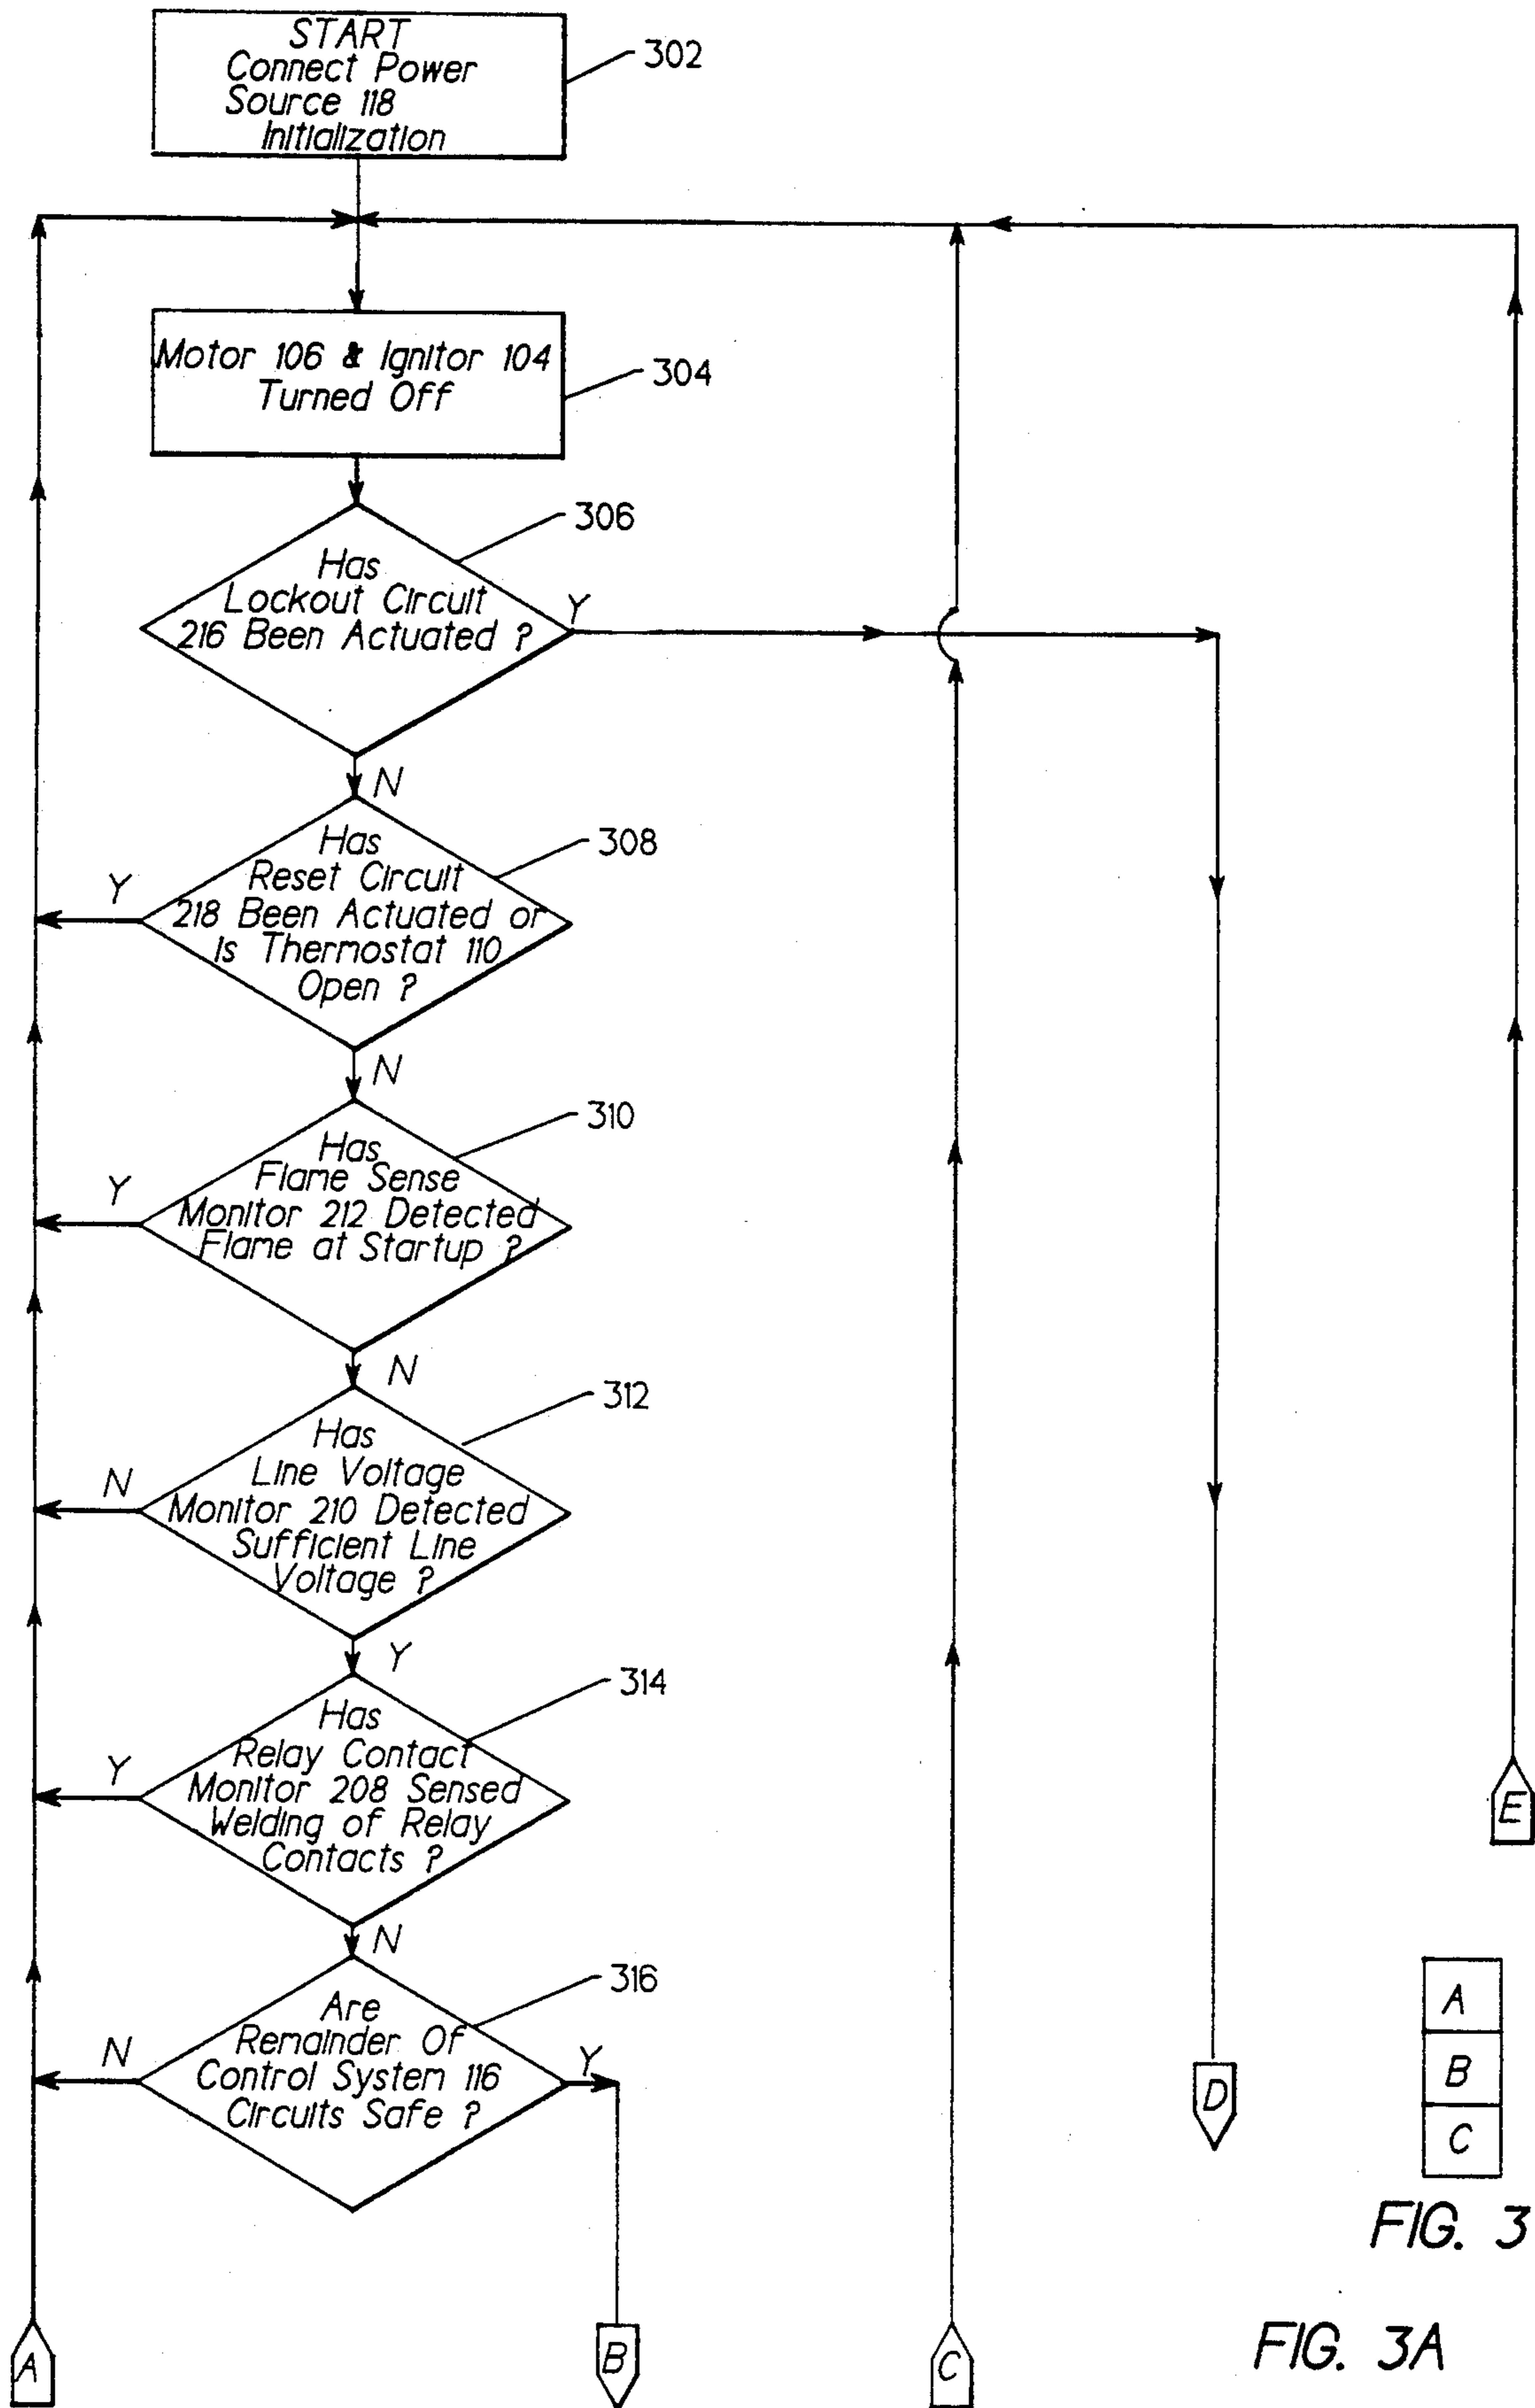 START
Connect Power
Source 118
Initialization
302
Motor 106 & Ignitor 104
Turned Off
304
306
Has
Lockout Circuit
216 Been Actuated ?
Y
N
308
Has
Reset Circuit
218 Been Actuated or
Is Thermostat 110
Open ?
Y
N
310
Has
Flame Sense
Monitor 212 Detected
Flame at Startup ?
Y
N
312
Has
Line Voltage
Monitor 210 Detected
Sufficient Line
Voltage ?
N
Y
314
Has
Relay Contact
Monitor 208 Sensed
Welding of Relay
Contacts ?
Y
E
N
316
Are
Remainder Of
Control System 116
Circuits Safe ?
N
Y
D
A
B
C
FIG. 3
FIG. 3A
A
B
C